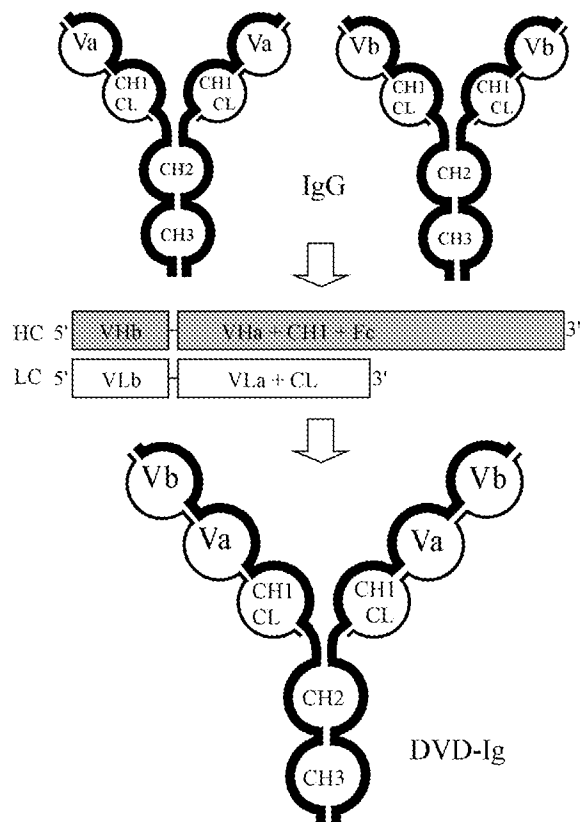 Va Va Vb Vb
CH1 CH1 CH1 CH1
CL CL CL CL
CH2 CH2
IgG
CH3 CH3
HC 5' VHb VHa + CH1 + Fc 3'
LC 5' VLb VLa + CL 3'
Vb Vb
Va Va
CH1 CH1
CL CL
CH2
DVD-Ig
CH3